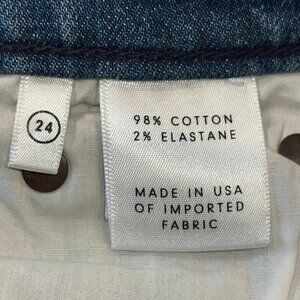 24
98% COTTON
2% ELASTANE
MADE IN USA
OF IMPORTED
FABRIC